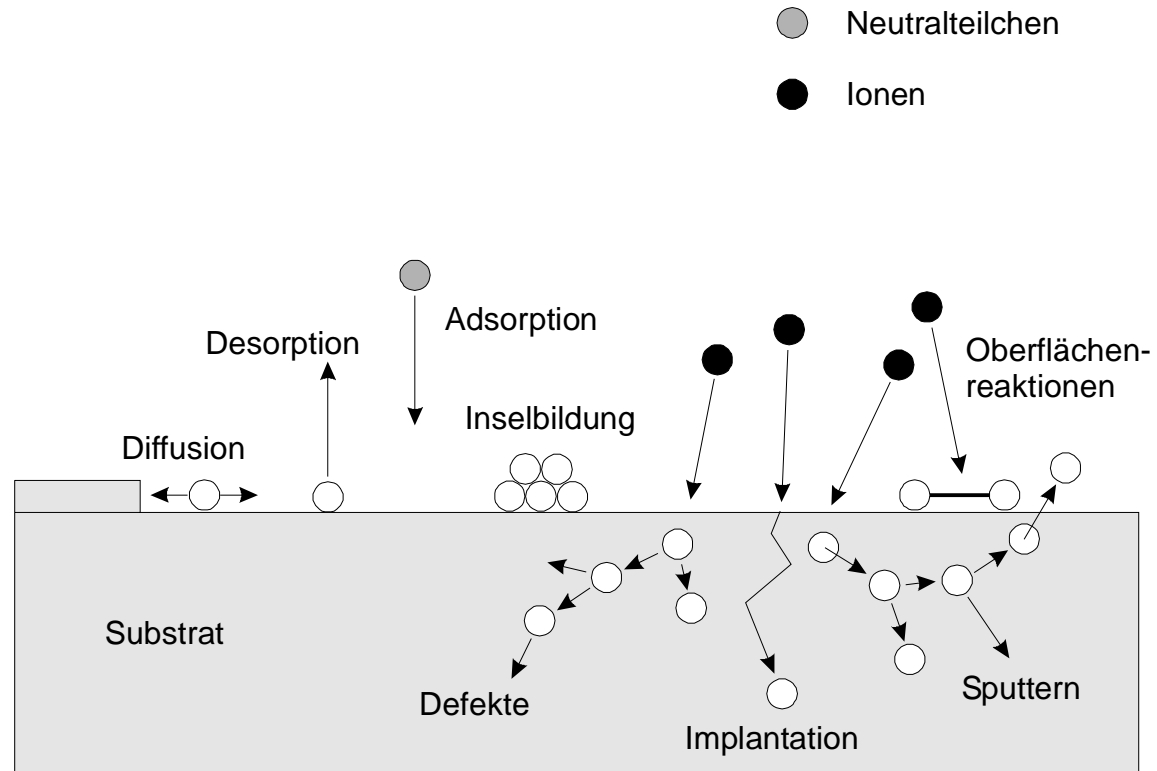 Neutralteilchen
Ionen
Adsorption
Desorption
Oberflächen-
reaktionen
Inselbildung
Diffusion
Substrat
Defekte
Sputtern
Implantation